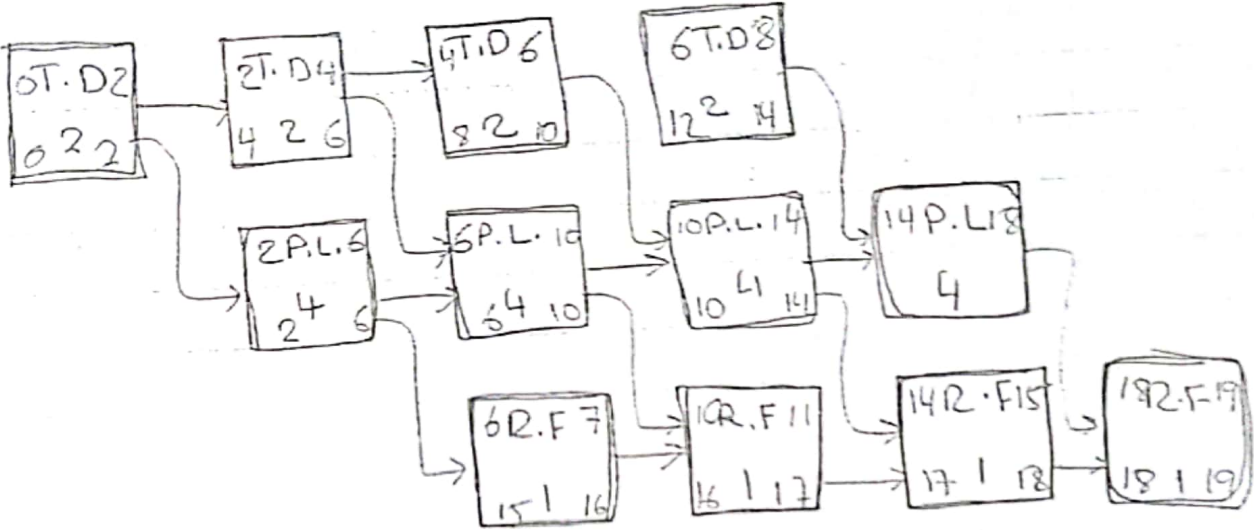 0T.D2
0 2 2
2T.D4
4 2 6
4T.D6
8 2 10
6T.D8
12 2 14
2P.L.6
2 4 6
6P.L.10
6 4 10
10P.L.14
10 4 14
14P.L18
4
6R.F7
15 1 16
10R.F11
16 1 17
14R.F15
17 1 18
18R.F19
18 1 19